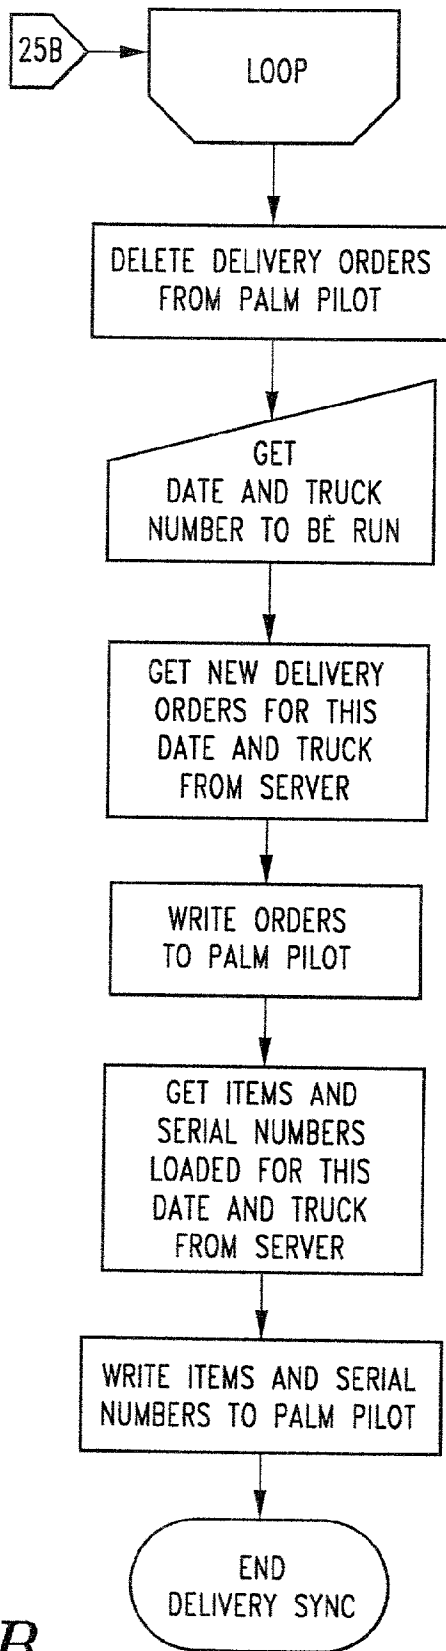 25B
LOOP
DELETE DELIVERY ORDERS
FROM PALM PILOT
GET
DATE AND TRUCK
NUMBER TO BE RUN
GET NEW DELIVERY
ORDERS FOR THIS
DATE AND TRUCK
FROM SERVER
WRITE ORDERS
TO PALM PILOT
GET ITEMS AND
SERIAL NUMBERS
LOADED FOR THIS
DATE AND TRUCK
FROM SERVER
WRITE ITEMS AND SERIAL
NUMBERS TO PALM PILOT
END
DELIVERY SYNC